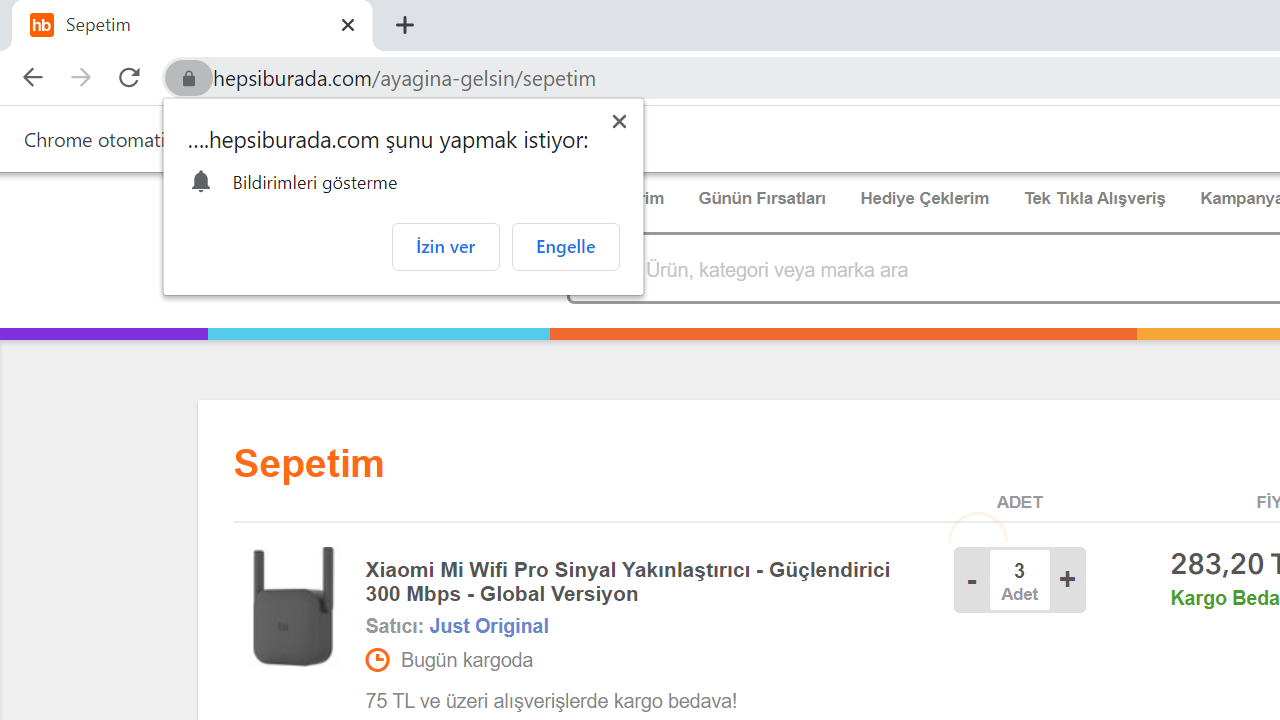 hb Sepetim
hepsiburada.com/ayagina-gelsin/sepetim
Chrome otomati
....hepsiburada.com şunu yapmak istiyor:
Bildirimleri gösterme
İzin ver Engelle
rim Günün Fırsatları Hediye Çeklerim Tek Tıkla Alışveriş Kampanya
Ürün, kategori veya marka ara
Sepetim
ADET FİY
Xiaomi Mi Wifi Pro Sinyal Yakınlaştırıcı - Güçlendirici
300 Mbps - Global Versiyon
- 3 +
Adet
283,20 T
Kargo Beda
Satıcı: Just Original
Bugün kargoda
75 TL ve üzeri alışverişlerde kargo bedava!